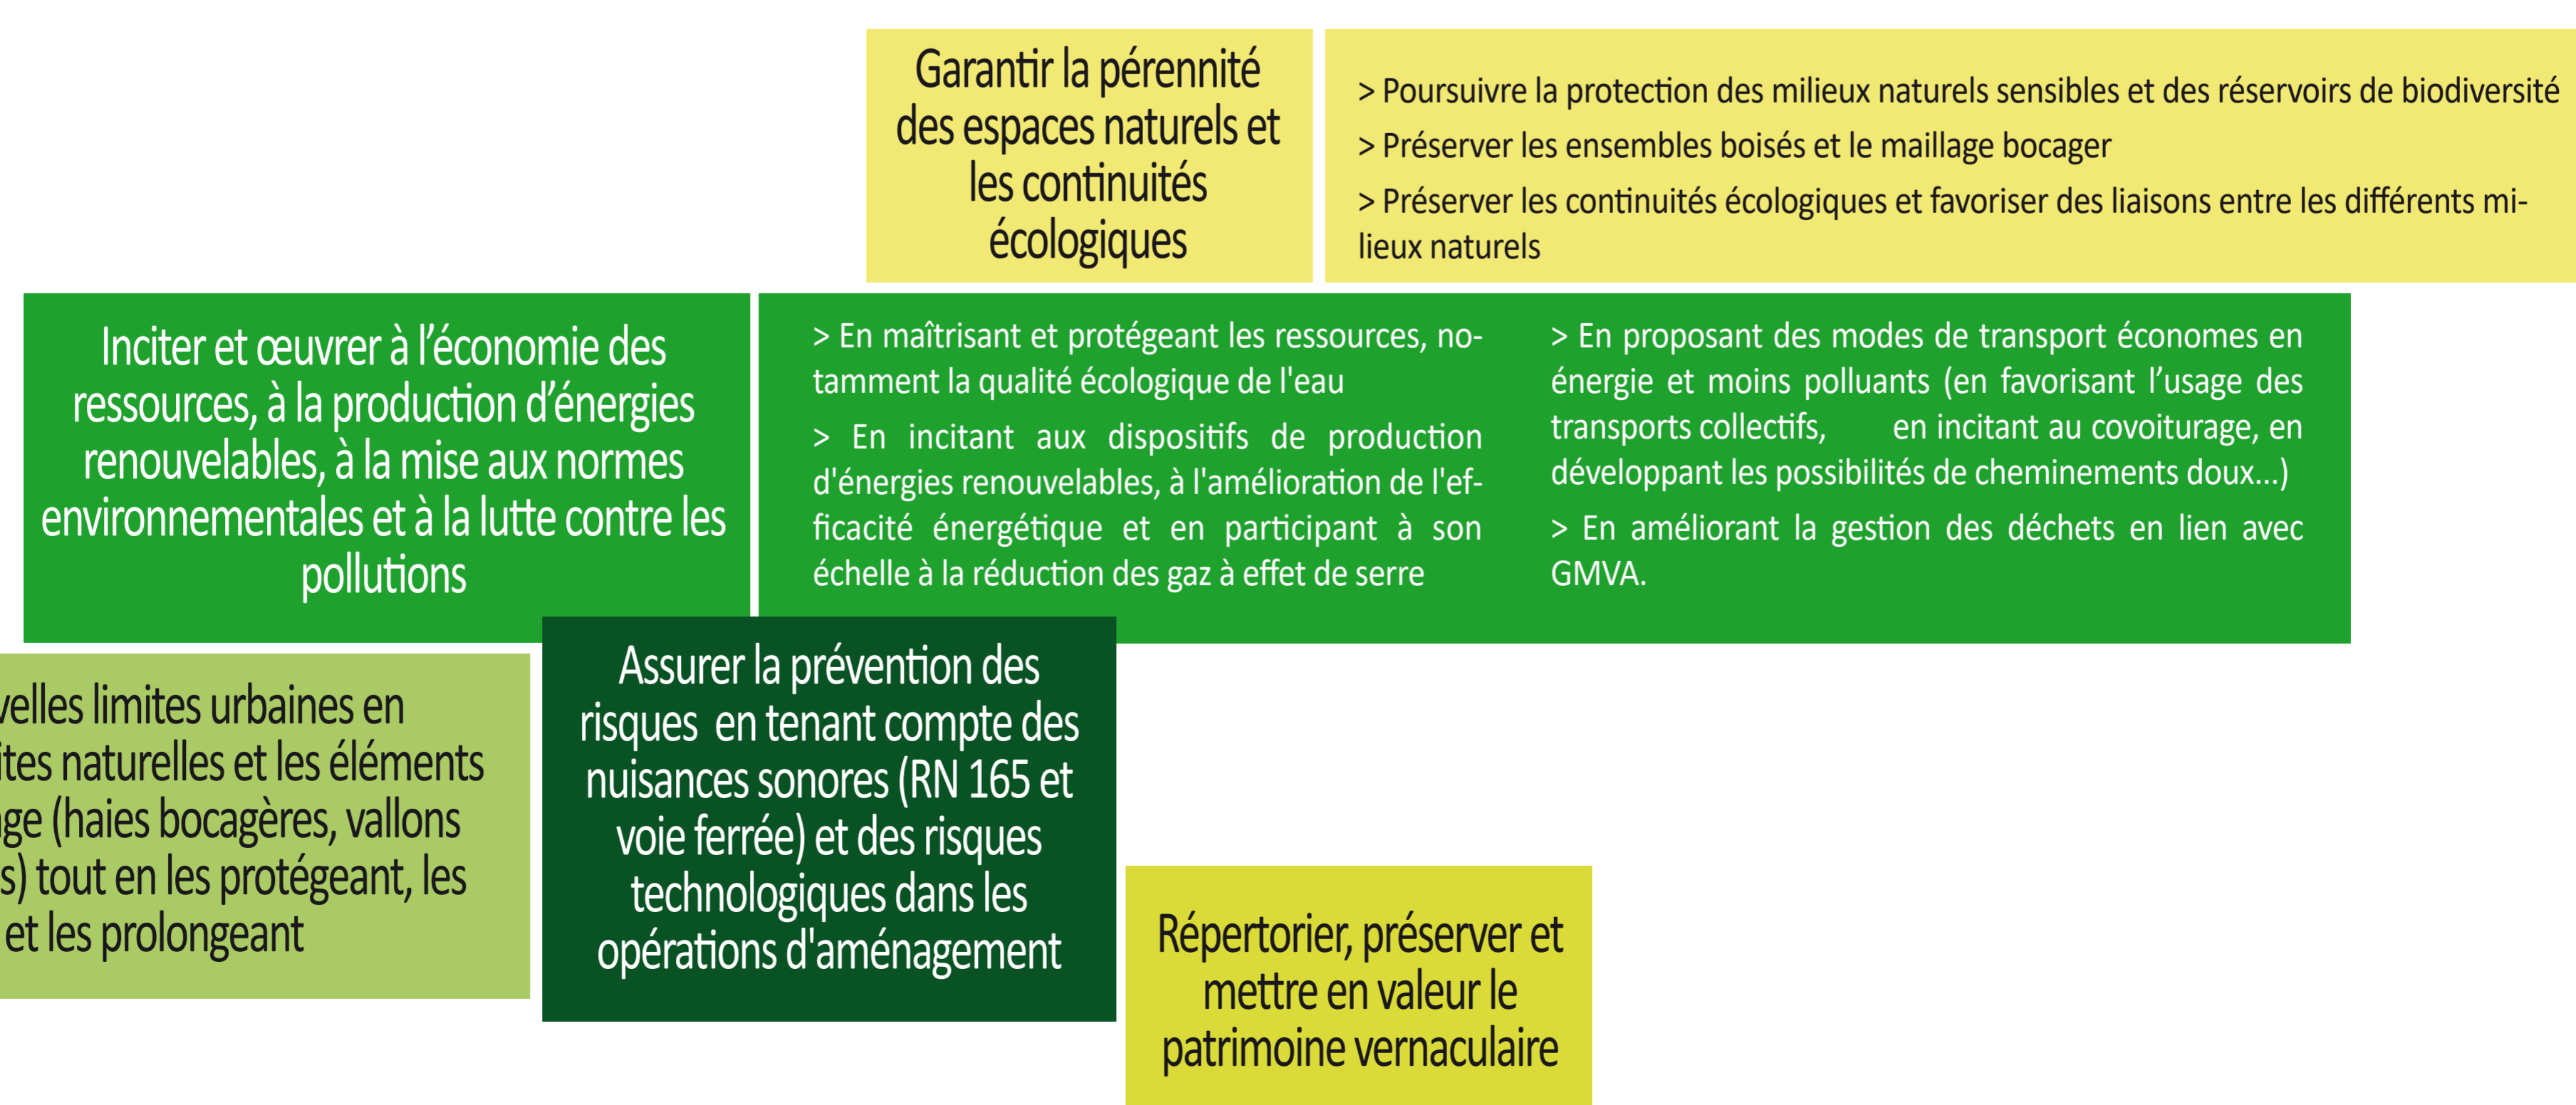 Garantir la pérennité
des espaces naturels et
les continuités
écologiques
> Poursuivre la protection des milieux naturels sensibles et des réservoirs de biodiversité
> Préserver les ensembles boisés et le maillage bocager
> Préserver les continuités écologiques et favoriser des liaisons entre les différents mi-
lieux naturels
Inciter et œuvrer à l’économie des
ressources, à la production d’énergies
renouvelables, à la mise aux normes
environnementales et à la lutte contre les
pollutions
> En maîtrisant et protégeant les ressources, no-
tamment la qualité écologique de l'eau
> En incitant aux dispositifs de production
d'énergies renouvelables, à l'amélioration de l'ef-
ficacité énergétique et en participant à son
échelle à la réduction des gaz à effet de serre
> En proposant des modes de transport économes en
énergie et moins polluants (en favorisant l’usage des
transports collectifs, en incitant au covoiturage, en
développant les possibilités de cheminements doux...)
> En améliorant la gestion des déchets en lien avec
GMVA.
limites urbaines en
naturelles et les éléments
(haies bocagères, vallons
tout en les protégeant, les
et les prolongeant
Assurer la prévention des
risques en tenant compte des
nuisances sonores (RN 165 et
voie ferrée) et des risques
technologiques dans les
opérations d'aménagement
Répertorier, préserver et
mettre en valeur le
patrimoine vernaculaire